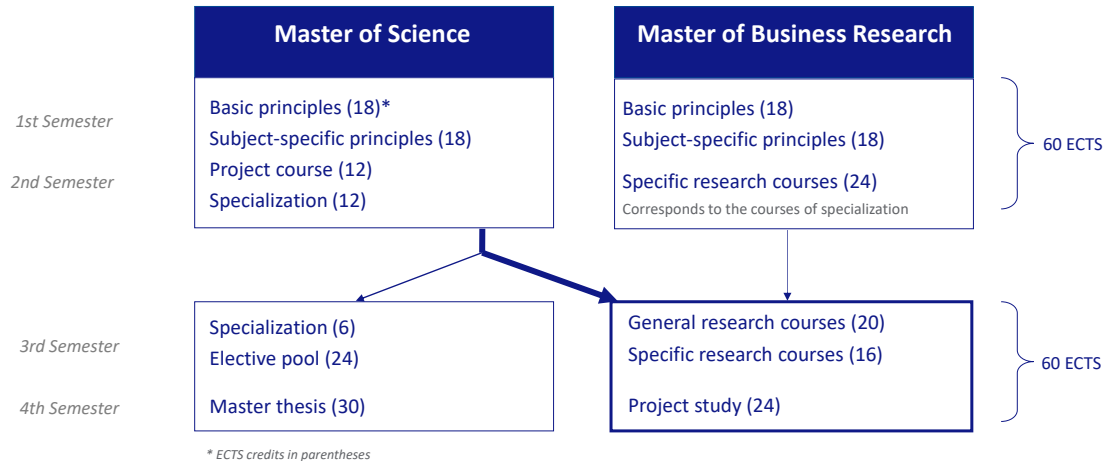 Master of Science
Master of Business Research
1st Semester
2nd Semester
Basic principles (18)*
Subject-specific principles (18)
Project course (12)
Specialization (12)
Basic principles (18)
Subject-specific principles (18)
Specific research courses (24)
Corresponds to the courses of specialization
60 ECTS
3rd Semester
4th Semester
Specialization (6)
Elective pool (24)
Master thesis (30)
General research courses (20)
Specific research courses (16)
Project study (24)
60 ECTS
* ECTS credits in parentheses